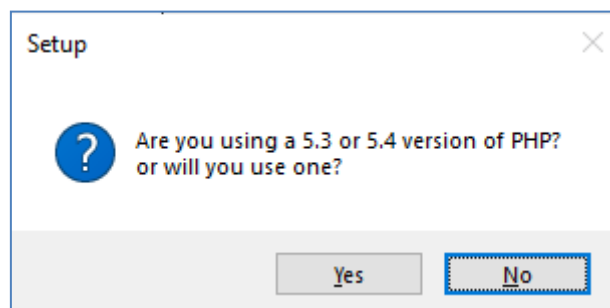 Setup
Are you using a 5.3 or 5.4 version of PHP?
or will you use one?
Yes
No